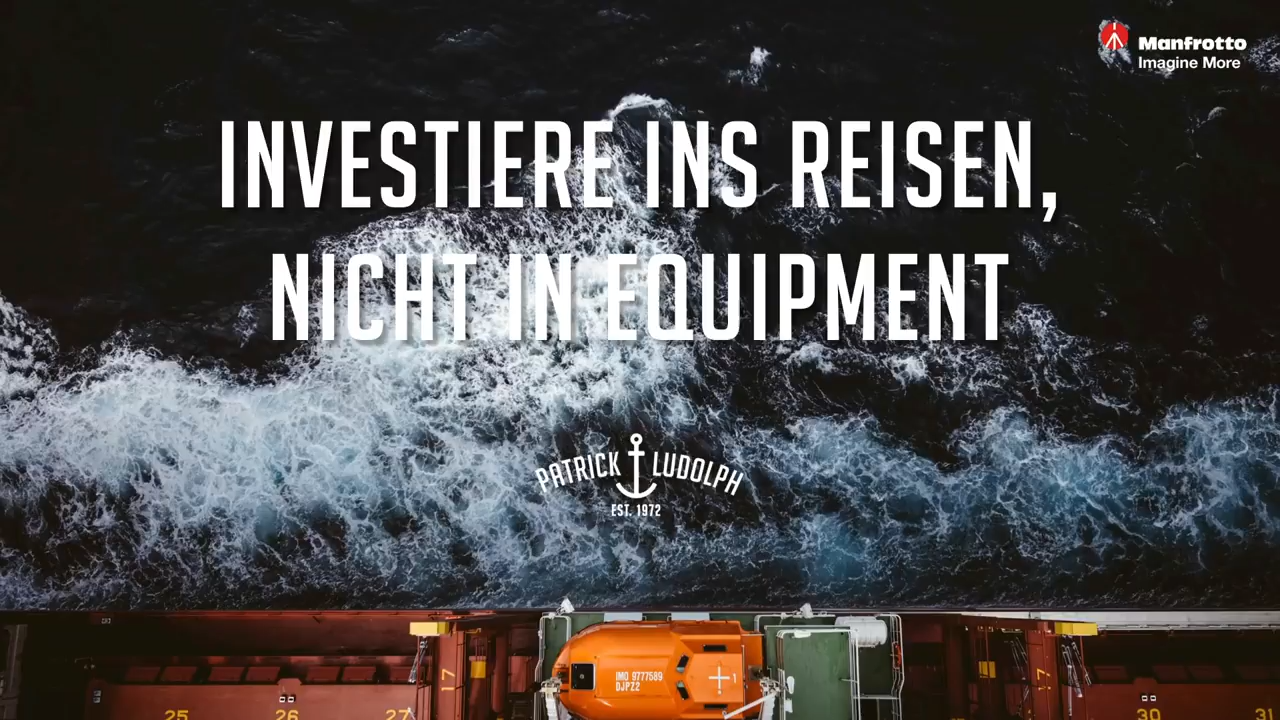 Manfrotto
Imagine More
INVESTIERE INS REISEN,
NICHT IN EQUIPMENT
PATRICK LUDOLPH
EST. 1972
IMO 9777589
DJPZ2
17
17
25
26
27
30
31